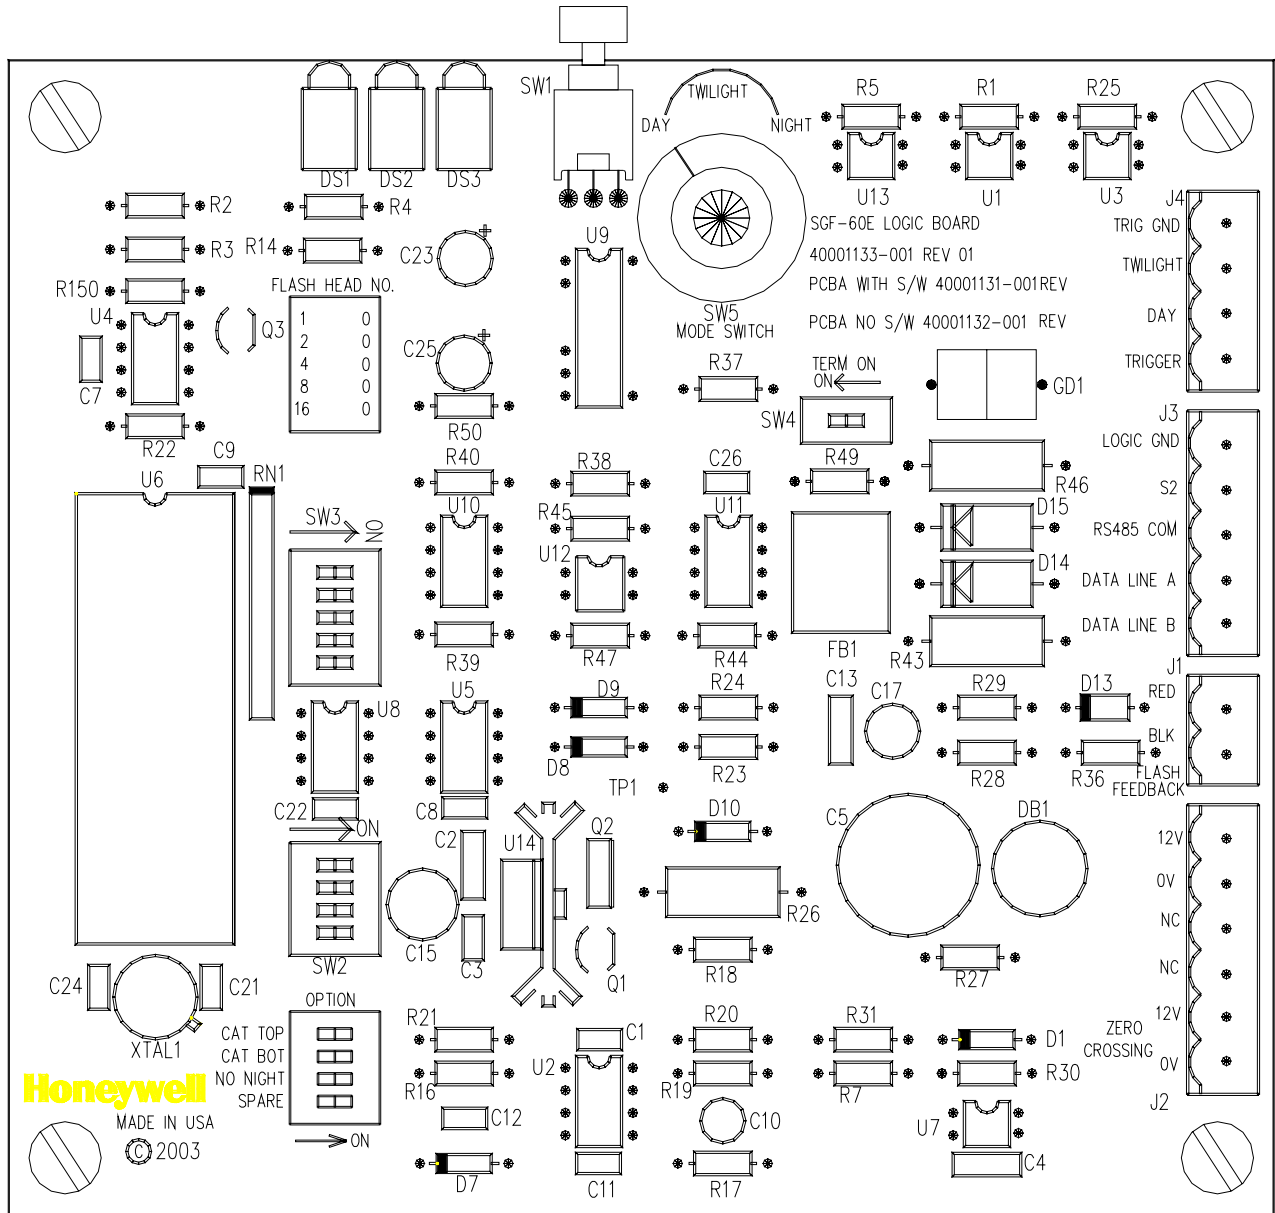 SW1
TWILIGHT
DAY
NIGHT
R5
R1
R25
DS1
DS2
DS3
U13
U1
U3
J4
R2
R4
SGF-60E LOGIC BOARD
TRIG GND
R3
R14
C23
U9
40001133-001 REV 01
TWILIGHT
R150
FLASH HEAD NO.
PCBA WITH S/W 40001131-001REV
SW5
MODE SWITCH
PCBA NO S/W 40001132-001 REV
DAY
U4
Q3
1 0
2 0
4 0
8 0
16 0
C25
R37
TERM ON
ON
TRIGGER
C7
GD1
R22
R50
SW4
J3
LOGIC GND
C9
U6
RN1
R40
R38
C26
R49
R46
S2
SW3
ON
U10
R45
U11
D15
RS485 COM
U12
D14
DATA LINE A
DATA LINE B
R39
R47
R44
FB1
R43
J1
U8
U5
D9
R24
C13
C17
R29
D13
RED
BLK
D8
R23
R28
R36
FLASH
FEEDBACK
TP1
C22
C8
ON
C2
U14
Q2
D10
C5
DB1
12V
0V
R26
NC
SW2
C15
C3
Q1
R18
R27
NC
C24
C21
XTAL1
OPTION
CAT TOP
CAT BOT
NO NIGHT
SPARE
ON
R21
C1
R20
R31
D1
12V
ZERO
CROSSING
0V
R16
U2
R19
R7
R30
J2
Honeywell
MADE IN USA
© 2003
C12
C10
U7
D7
C11
R17
C4